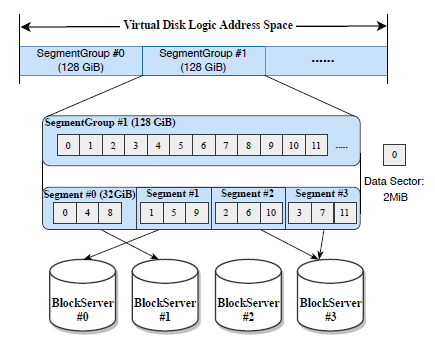 Virtual Disk Logic Address Space
SegmentGroup #0 SegmentGroup #1 ......
(128 GiB) (128 GiB)
SegmentGroup #1 (128 GiB)
0 1 2 3 4 5 6 7 8 9 10 11 .....
0
Data Sector:
2MiB
Segment #0 (32GiB) Segment #1 Segment #2 Segment #3
0 4 8 1 5 9 2 6 10 3 7 11
BlockServer BlockServer BlockServer BlockServer
#0 #1 #2 #3